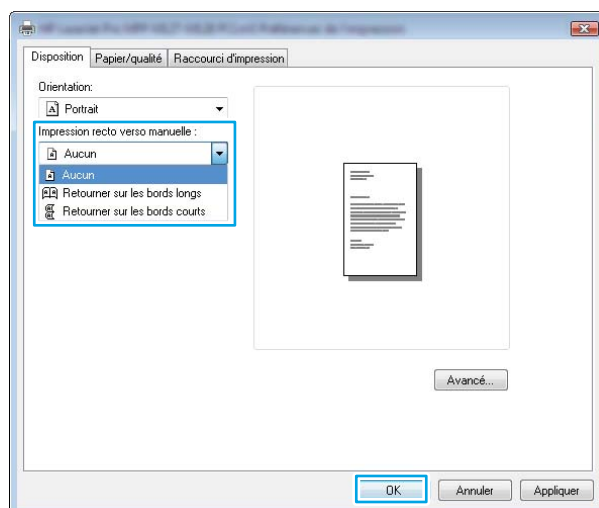 Disposition
Papier/qualité
Raccourci d'impression
Orientation:
Portrait
Impression recto verso manuelle :
Aucun
Aucun
Retourner sur les bords longs
Retourner sur les bords courts
Avancé...
OK
Annuler
Appliquer